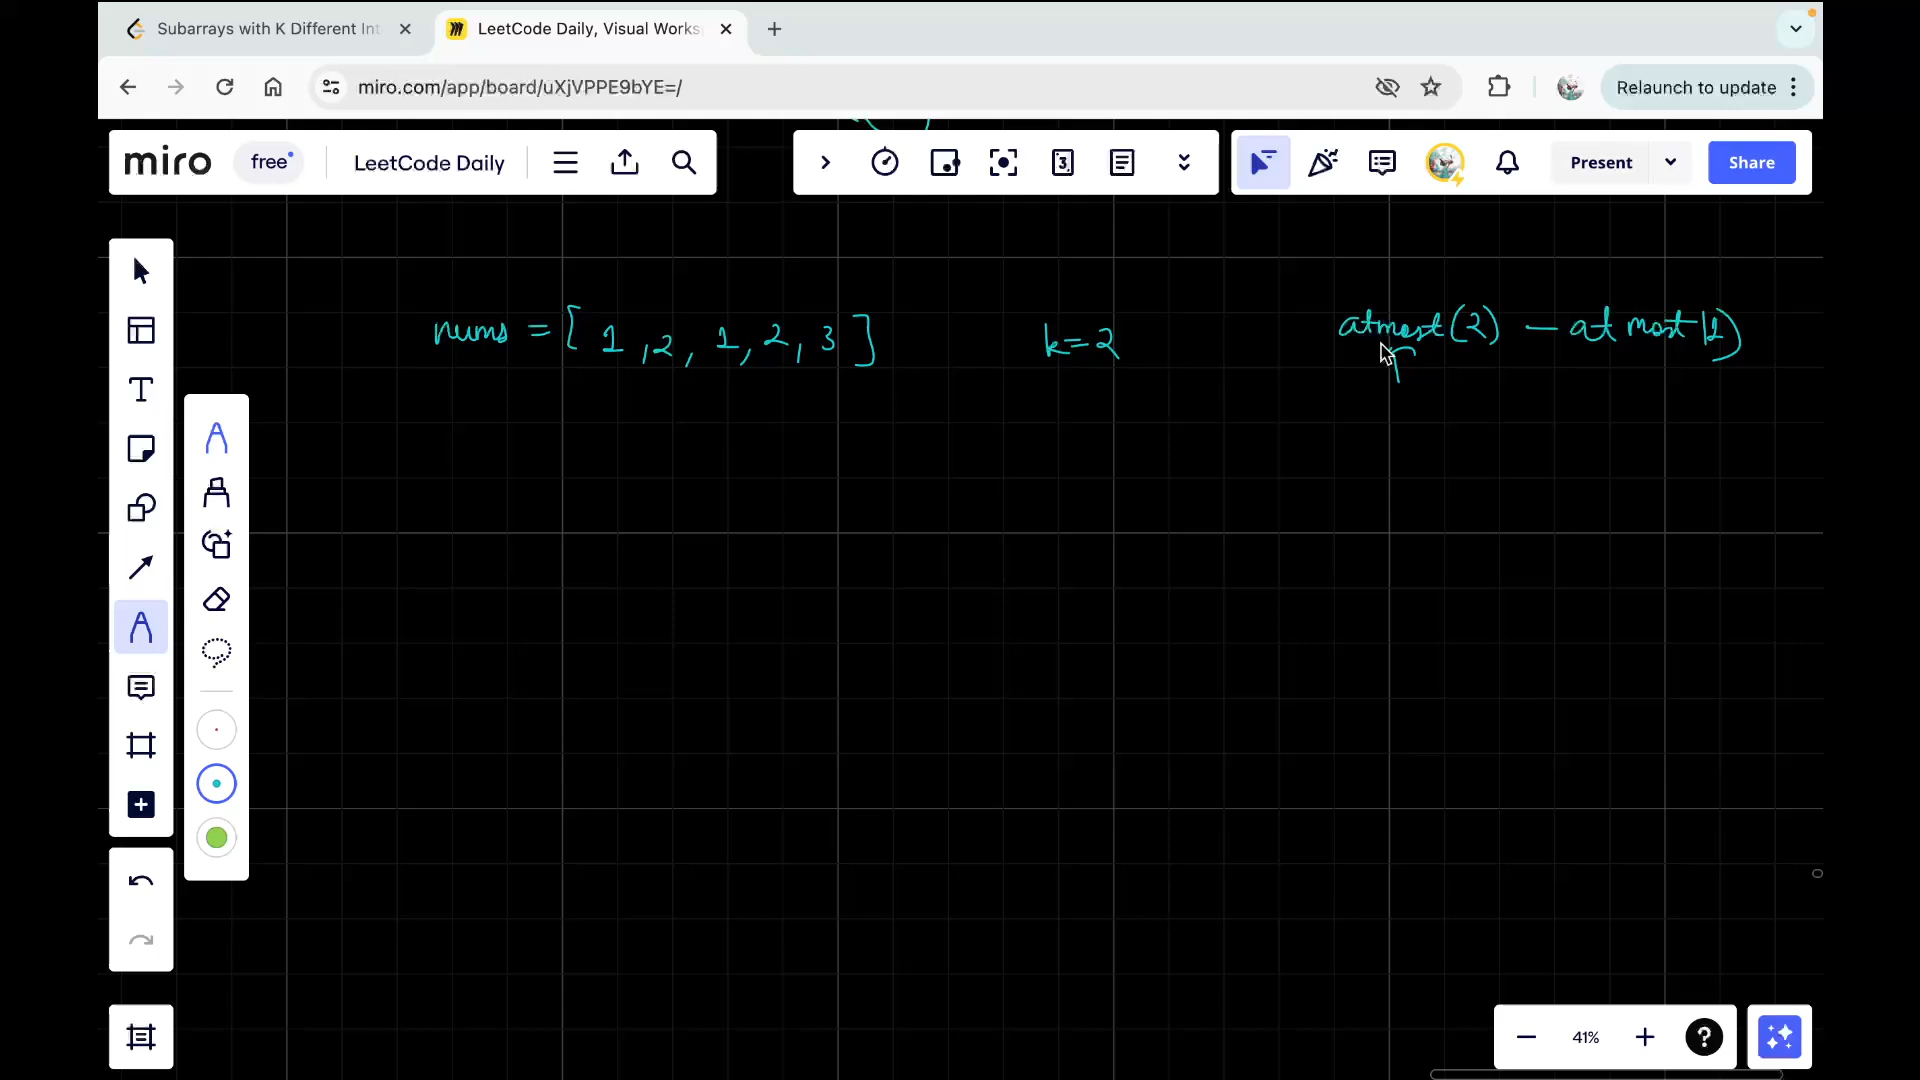 Subarrays with K Different Int
LeetCode Daily, Visual Works
miro.com/app/board/uXjVPPE9bYE=/
Relaunch to update
miro
free
LeetCode Daily
3
Present
Share
nums = [ 1 , 2 , 1 , 2 , 3 ]
k=2
atmost(2) — at most 1)
T
41%
?